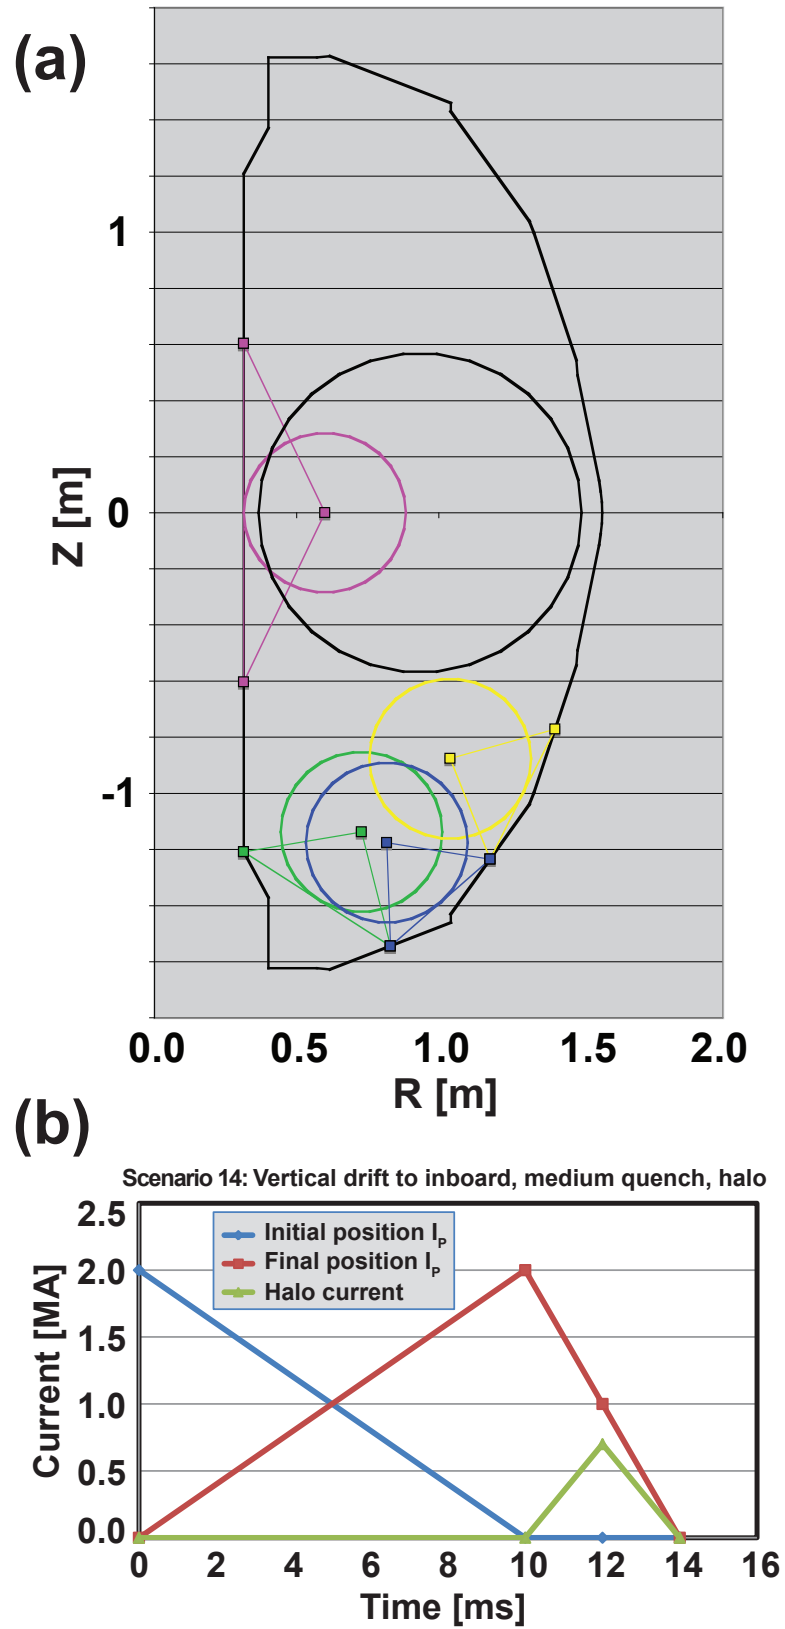 (a)
1
0
-1
Z [m]
0.0 0.5 1.0 1.5 2.0
R [m]
(b)
Scenario 14: Vertical drift to inboard, medium quench, halo
2.5
2.0
1.5
1.0
0.5
0.0
Current [MA]
Initial position IP
Final position IP
Halo current
0 2 4 6 8 10 12 14 16
Time [ms]